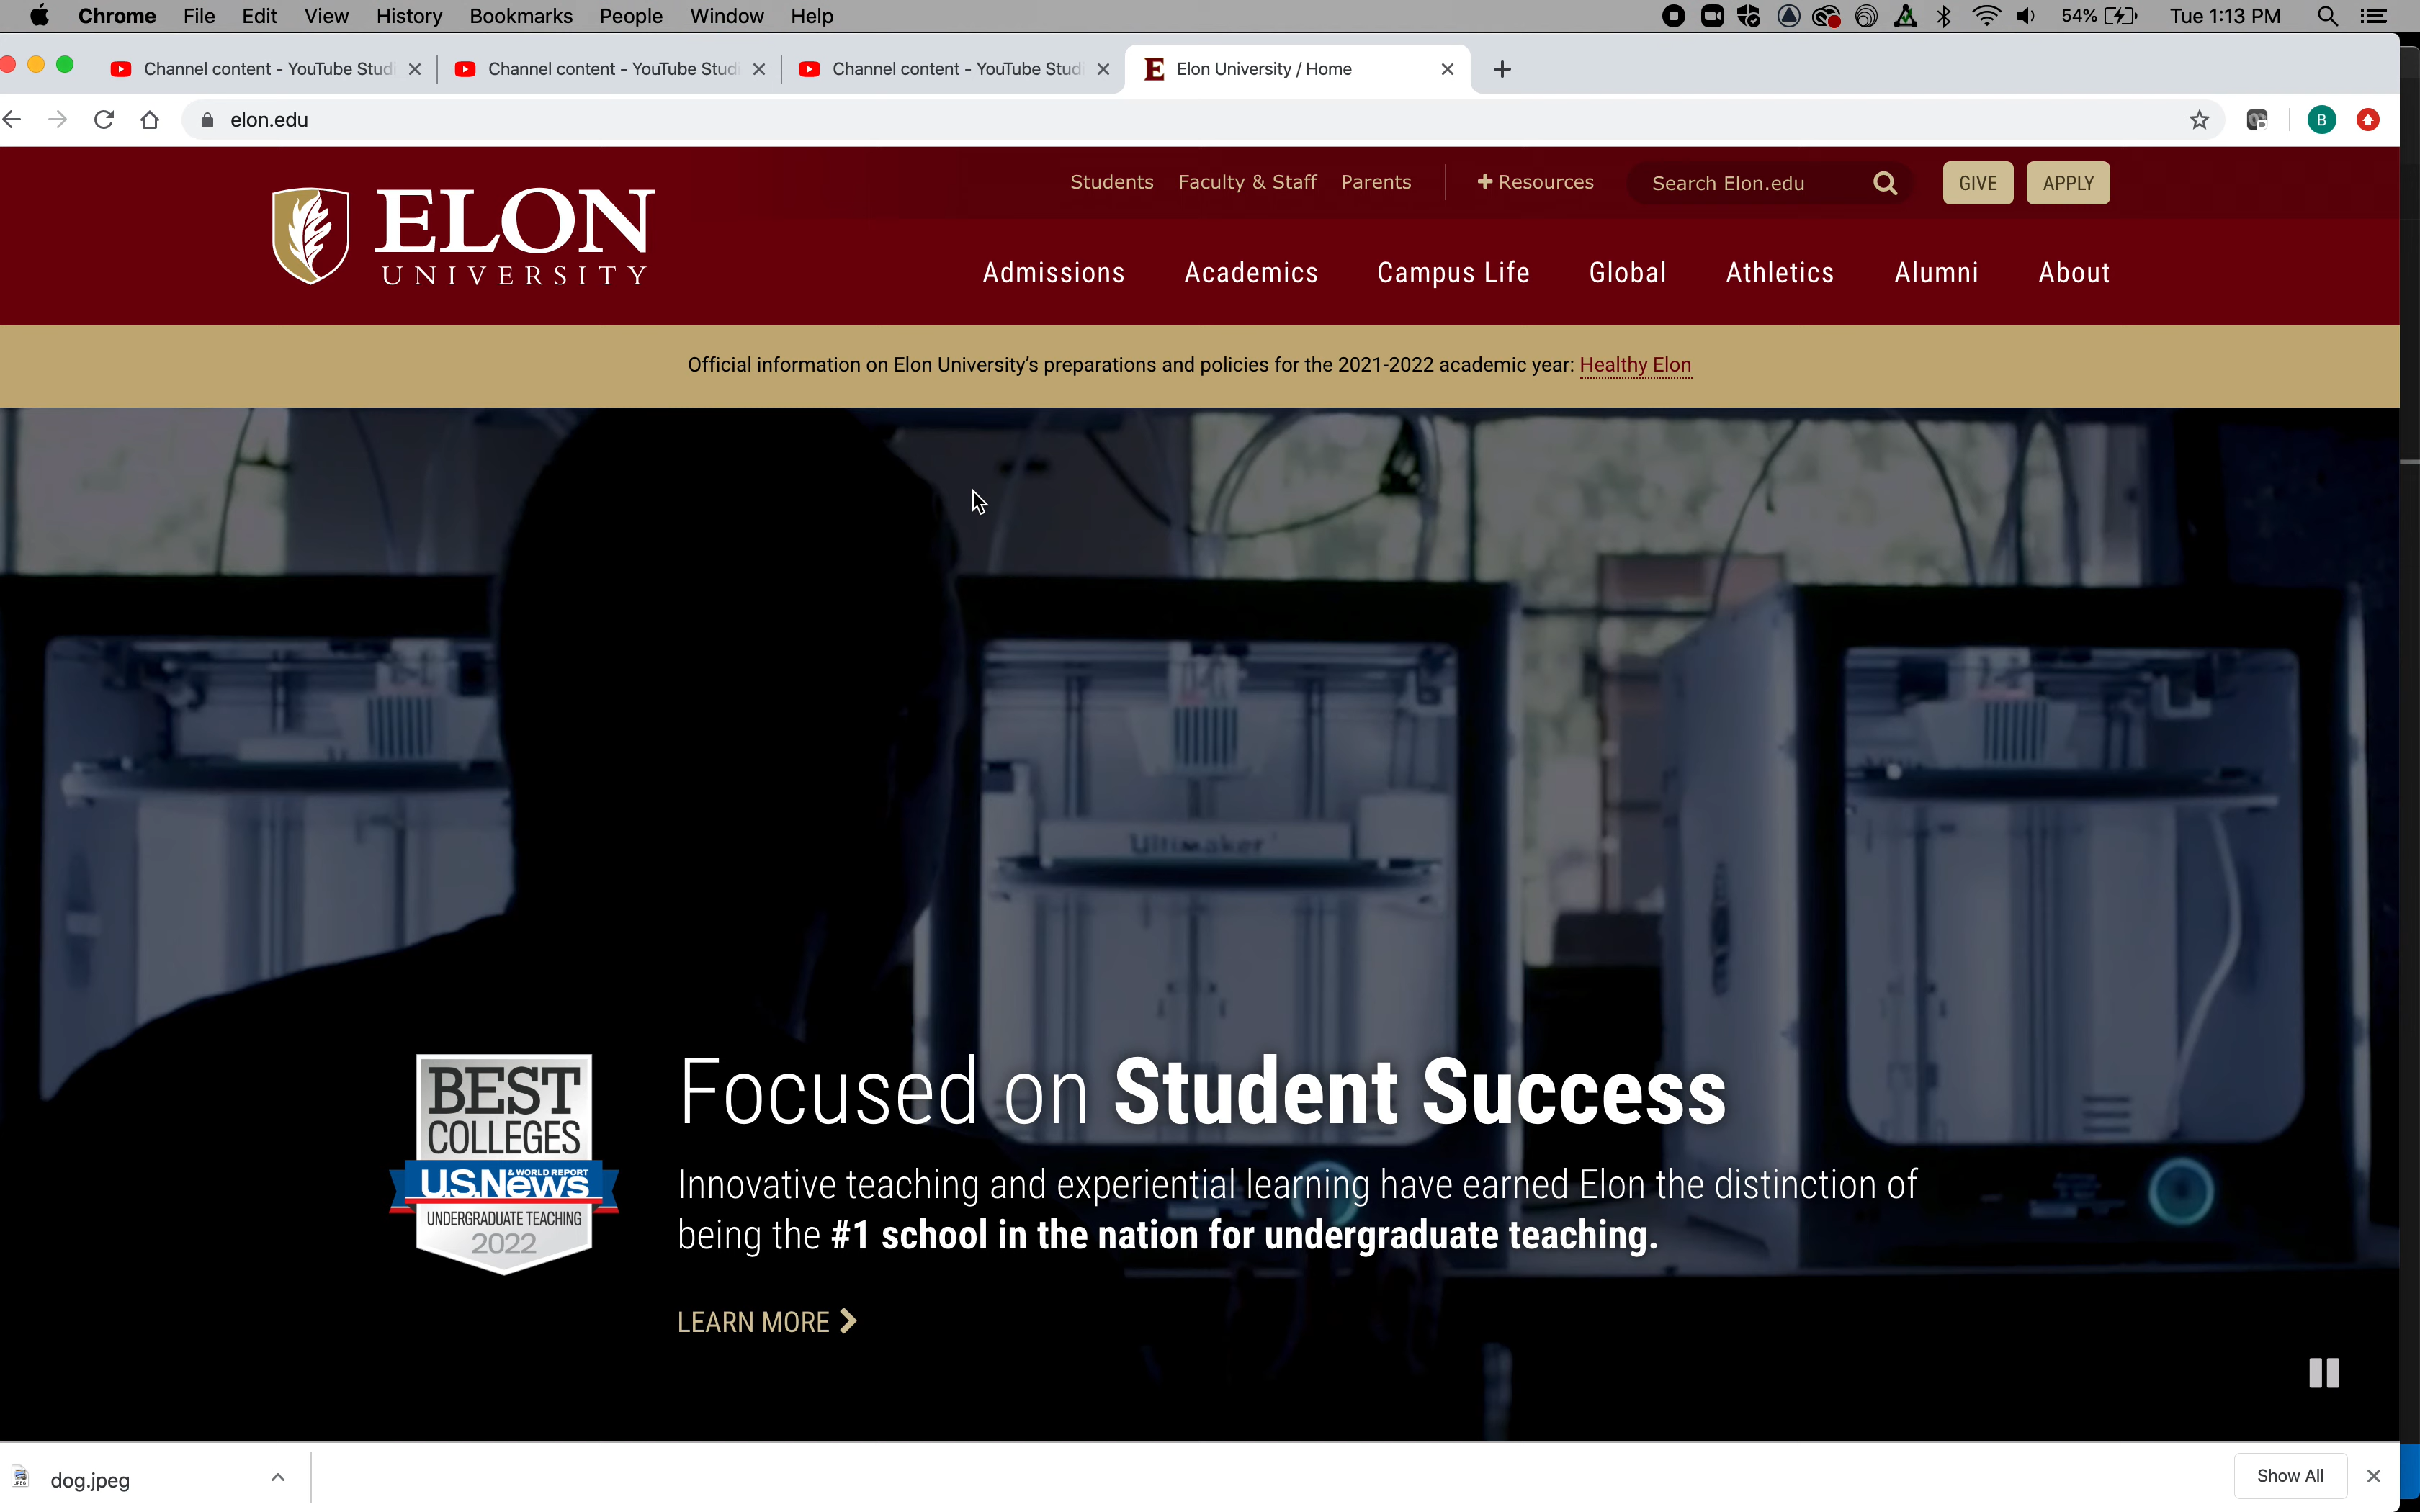 Chrome File Edit View History Bookmarks People Window Help 54% Tue 1:13 PM
Channel content - YouTube Studi Channel content - YouTube Studi Channel content - YouTube Studi Elon University / Home
elon.edu B
Students Faculty & Staff Parents Resources Search Elon.edu GIVE APPLY
ELON
UNIVERSITY
Admissions Academics Campus Life Global Athletics Alumni About
Official information on Elon University's preparations and policies for the 2021-2022 academic year: Healthy Elon
Ultimaker
BEST
COLLEGES
U.S.News & WORLD REPORT
UNDERGRADUATE TEACHING
2022
Focused on Student Success
Innovative teaching and experiential learning have earned Elon the distinction of
being the #1 school in the nation for undergraduate teaching.
LEARN MORE
dog.jpeg Show All